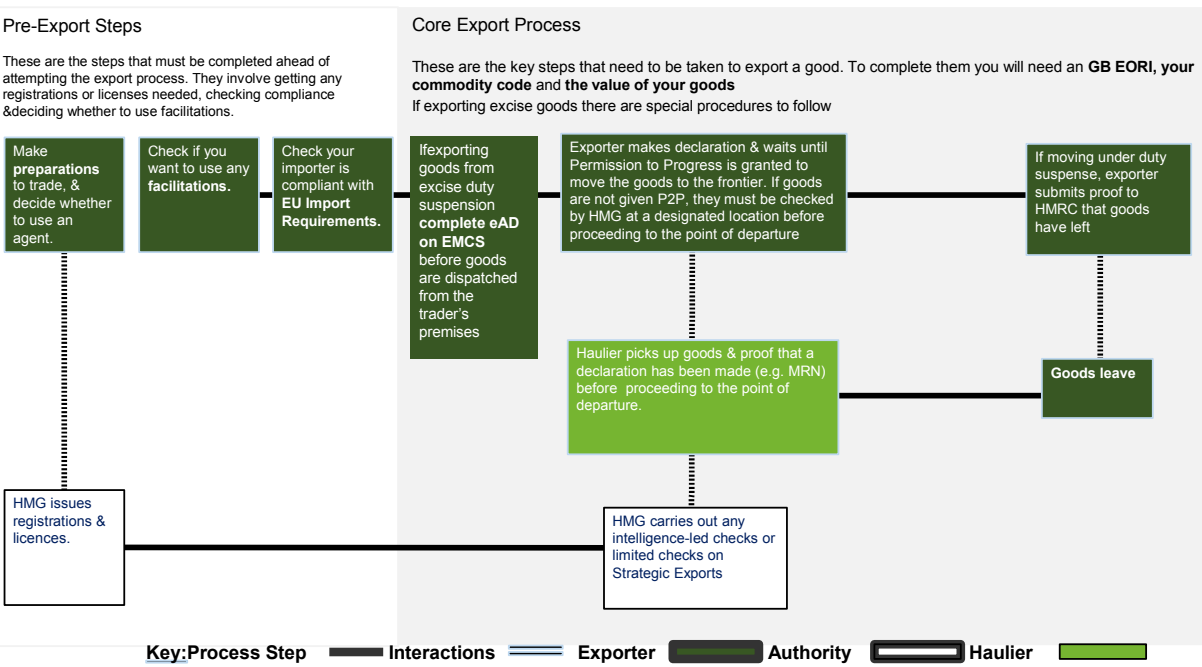 Pre-Export Steps
These are the steps that must be completed ahead of
attempting the export process. They involve getting any
registrations or licenses needed, checking compliance
&deciding whether to use facilitations.
Core Export Process
These are the key steps that need to be taken to export a good. To complete them you will need an GB EORI, your
commodity code and the value of your goods
If exporting excise goods there are special procedures to follow
Make
preparations
to trade, &
decide whether
to use an
agent.
Check if you
want to use any
facilitations.
Check your
importer is
compliant with
EU Import
Requirements.
Ifexporting
goods from
excise duty
suspension
complete eAD
on EMCS
before goods
are dispatched
from the
trader's
premises
Exporter makes declaration & waits until
Permission to Progress is granted to
move the goods to the frontier. If goods
are not given P2P, they must be checked
by HMG at a designated location before
proceeding to the point of departure
If moving under duty
suspense, exporter
submits proof to
HMRC that goods
have left
Haulier picks up goods & proof that a
declaration has been made (e.g. MRN)
before proceeding to the point of
departure.
Goods leave
HMG issues
registrations &
licences.
HMG carries out any
intelligence-led checks or
limited checks on
Strategic Exports
Key:Process Step Interactions Exporter Authority Haulier